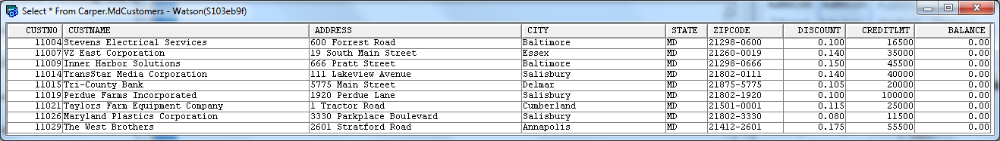 Select * From Carper.MdCustomers - Watson(S103eb9f)
CUSTNO CUSTNAME ADDRESS CITY STATE ZIPCODE DISCOUNT CREDITLMT BALANCE
11004 Stevens Electrical Services 600 Forrest Road Baltimore MD 21298-0600 0.100 16500 0.00
11007 VZ East Corporation 19 South Main Street Essex MD 21260-0019 0.140 35000 0.00
11009 Inner Harbor Solutions 666 Pratt Street Baltimore MD 21298-0666 0.150 45500 0.00
11014 TransStar Media Corporation 111 Lakeview Avenue Salisbury MD 21802-0111 0.140 40000 0.00
11015 Tri-County Bank 5775 Main Street Delmar MD 21875-5775 0.105 20000 0.00
11019 Perdue Farms Incorporated 1920 Perdue Lane Salisbury MD 21802-1920 0.100 100000 0.00
11021 Taylors Farm Equipment Company 1 Tractor Road Cumberland MD 21501-0001 0.115 25000 0.00
11026 Maryland Plastics Corporation 3330 Parkplace Boulevard Salisbury MD 21802-3330 0.080 11500 0.00
11029 The West Brothers 2601 Stratford Road Annapolis MD 21412-2601 0.175 55500 0.00